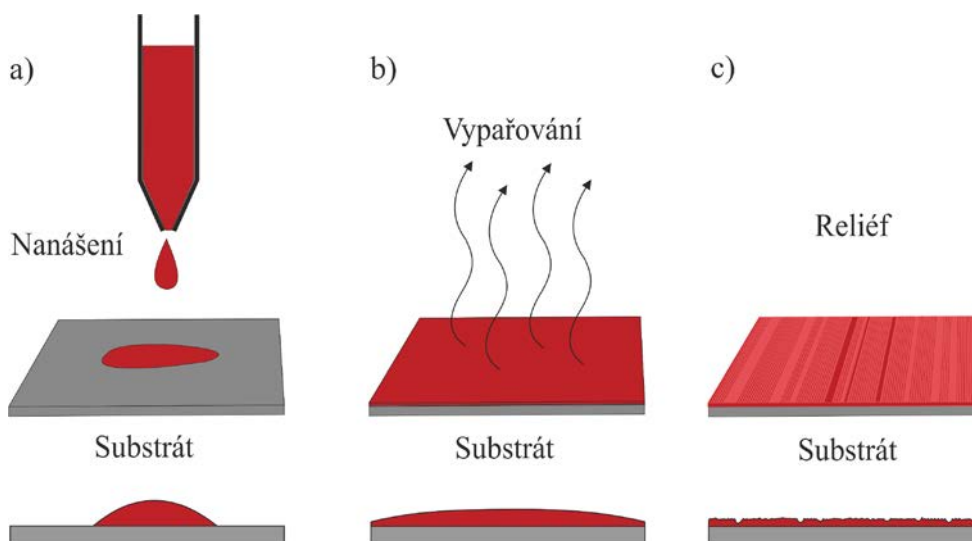 a)
Nanášení
Substrát
b)
Vypařování
Substrát
c)
Reliéf
Substrát